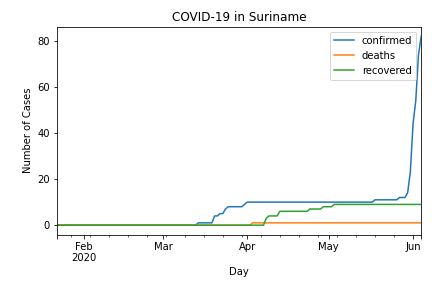 COVID-19 in Suriname
confirmed
deaths
recovered
Number of Cases
80
60
40
20
0
Feb
2020
Mar
Apr
May
Jun
Day